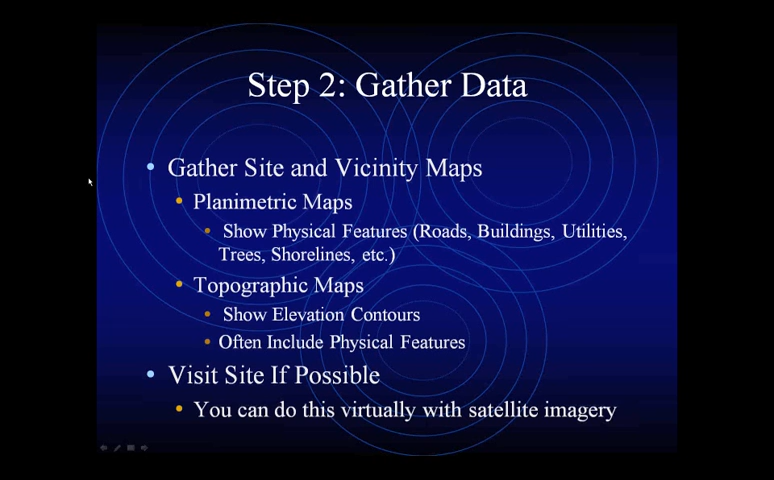 Step 2: Gather Data
• Gather Site and Vicinity Maps
• Planimetric Maps
• Show Physical Features (Roads, Buildings, Utilities,
Trees, Shorelines, etc.)
• Topographic Maps
• Show Elevation Contours
• Often Include Physical Features
• Visit Site If Possible
• You can do this virtually with satellite imagery